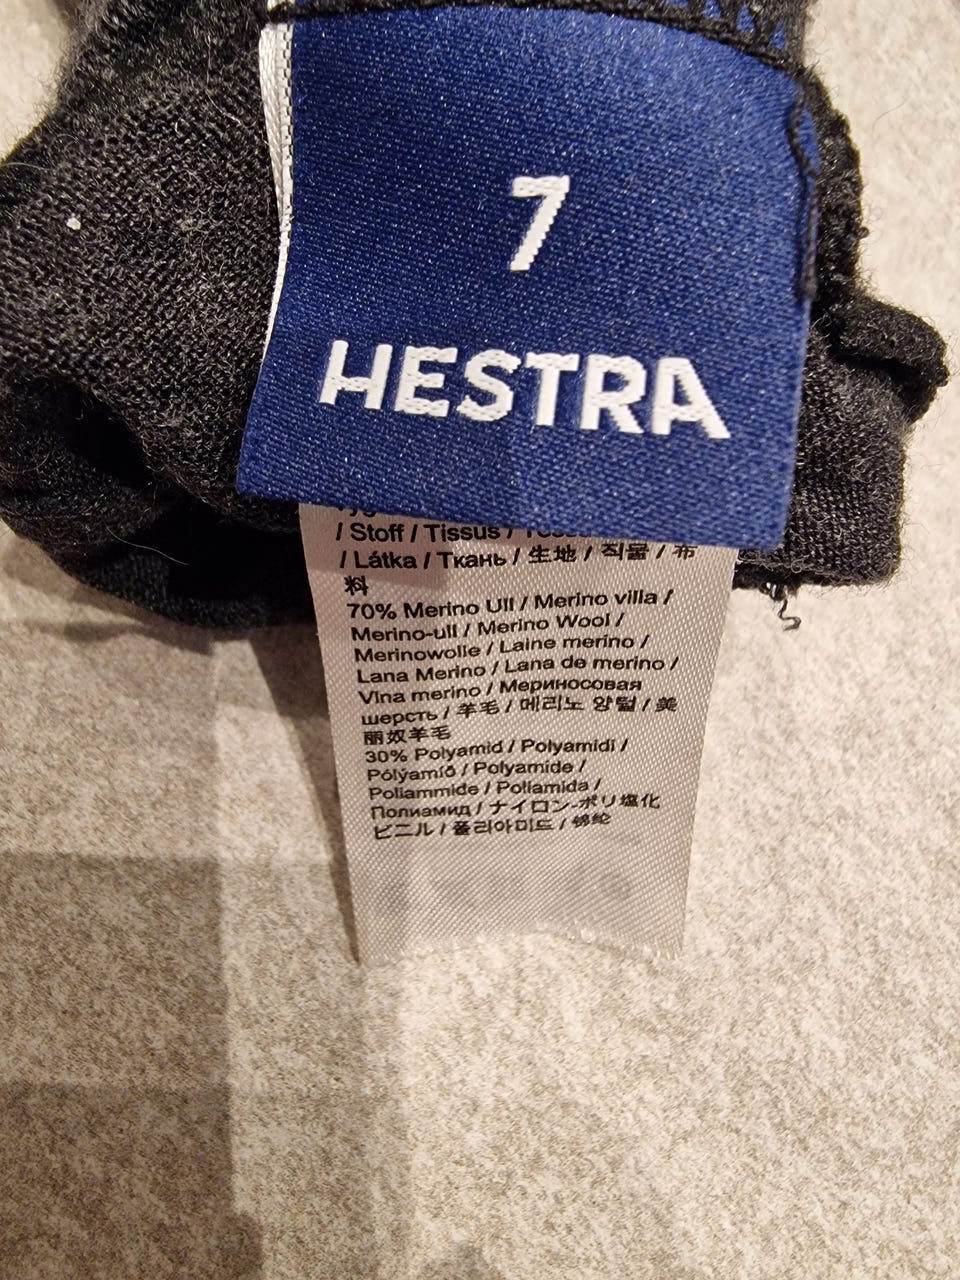 7
HESTRA
/ Stoff / Tissus /
/ Látka / Ткань / 生地 / 직물 / 布
料
70% Merino Ull / Merino villa /
Merino-ull / Merino Wool /
Merinowolle / Laine merino /
Lana Merino / Lana de merino /
Vlna merino / Мериносовая
шерсть / 羊毛 / 메리노 양털 / 美
丽奴羊毛
30% Polyamid / Polyamidi /
Pólýamíð / Polyamide /
Poliammide / Poliamida /
Полиамид / ナイロン-ポリ塩化
ビニル / 폴리아미드 / 锦纶